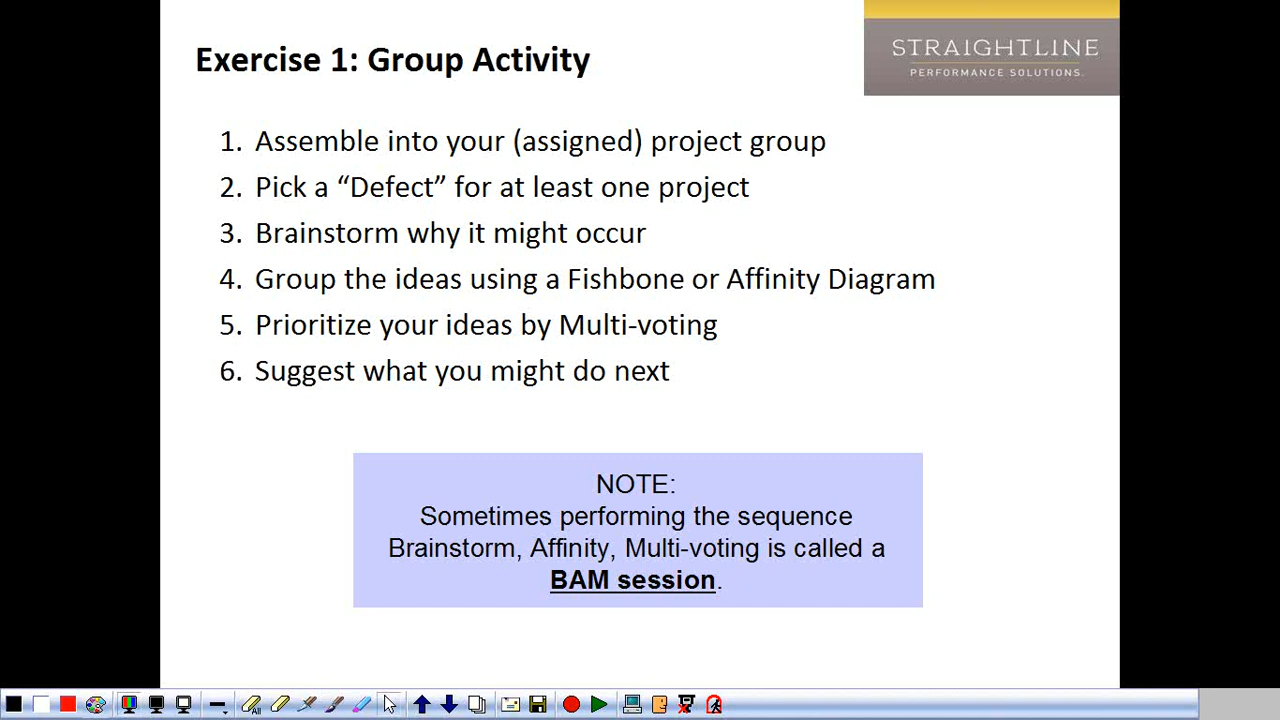 Exercise 1: Group Activity
STRAIGHTLINE
PERFORMANCE SOLUTIONS.
1. Assemble into your (assigned) project group
2. Pick a “Defect” for at least one project
3. Brainstorm why it might occur
4. Group the ideas using a Fishbone or Affinity Diagram
5. Prioritize your ideas by Multi-voting
6. Suggest what you might do next
NOTE:
Sometimes performing the sequence
Brainstorm, Affinity, Multi-voting is called a
BAM session.
All